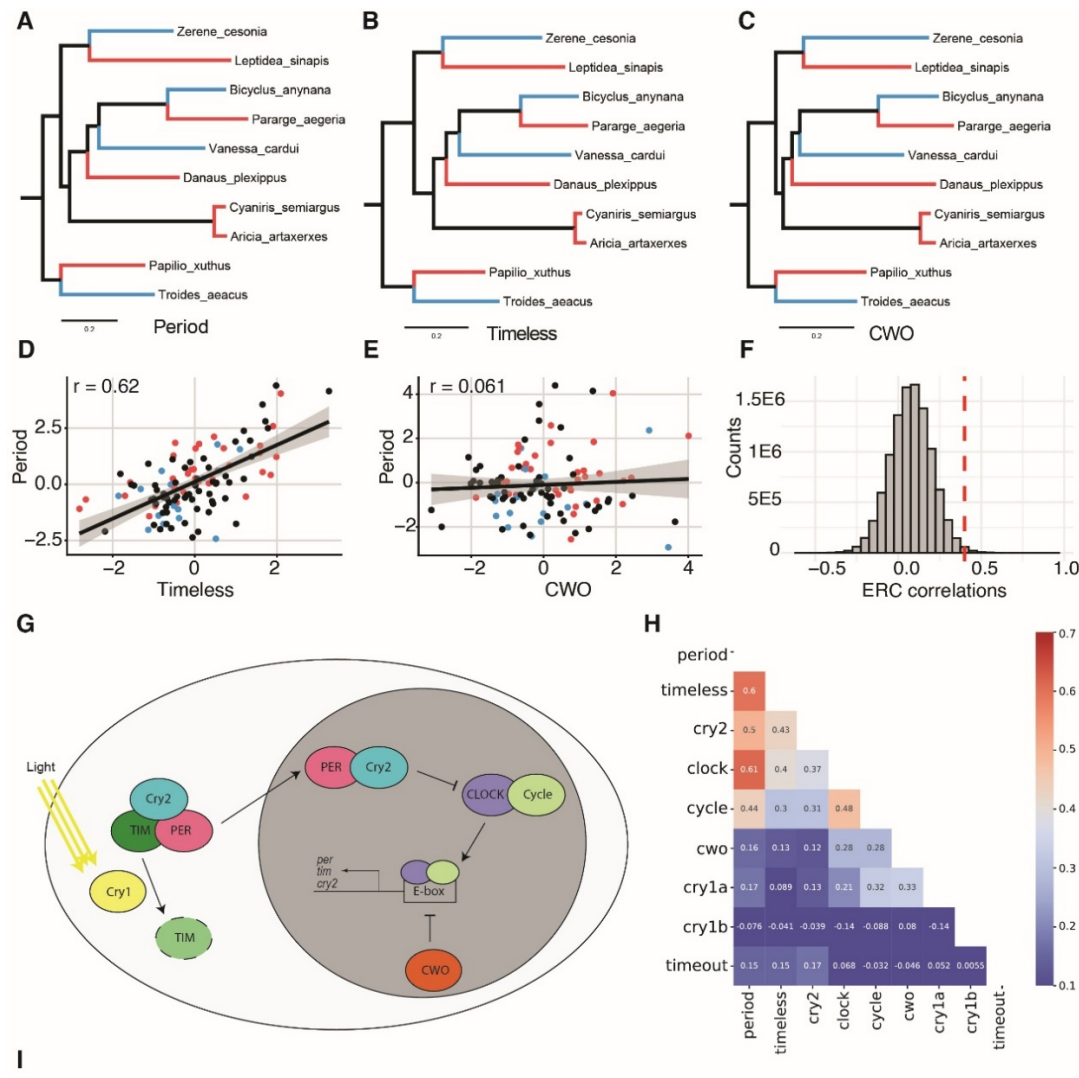 A
Zerene_cesonia
Leptidea_sinapis
Bicyclus_anynana
Pararge_aegeria
Vanessa_cardui
Danaus_plexippus
Cyaniris_semiargus
Aricia_artaxerxes
Papilio_xuthus
Troides_aeacus
0.2
Period
B
Zerene_cesonia
Leptidea_sinapis
Bicyclus_anynana
Pararge_aegeria
Vanessa_cardui
Danaus_plexippus
Cyaniris_semiargus
Aricia_artaxerxes
Papilio_xuthus
Troides_aeacus
0.2
Timeless
C
Zerene_cesonia
Leptidea_sinapis
Bicyclus_anynana
Pararge_aegeria
Vanessa_cardui
Danaus_plexippus
Cyaniris_semiargus
Aricia_artaxerxes
Papilio_xuthus
Troides_aeacus
0.2
CWO
D
r = 0.62
Period
2.5
0.0
−2.5
−2 0 2
Timeless
E
r = 0.061
Period
4
2
0
−2
−2 0 2 4
CWO
F
Counts
1.5E6
1E6
5E5
0
−0.5 0.0 0.5 1.0
ERC correlations
G
Light
Cry2
TIM PER
Cry1
TIM
PER Cry2
CLOCK Cycle
per
tim
cry2
E-box
CWO
H
period
timeless 0.6
cry2 0.5 0.43
clock 0.61 0.4 0.37
cycle 0.44 0.3 0.31 0.48
cwo 0.16 0.13 0.12 0.28 0.28
cry1a 0.17 0.089 0.13 0.21 0.32 0.33
cry1b -0.076 -0.041 -0.039 -0.14 -0.088 0.08 -0.14
timeout 0.15 0.15 0.17 0.068 -0.032 -0.046 0.052 0.0055
period timeless cry2 clock cycle cwo cry1a cry1b timeout
0.7
0.6
0.5
0.4
0.3
0.2
0.1
I